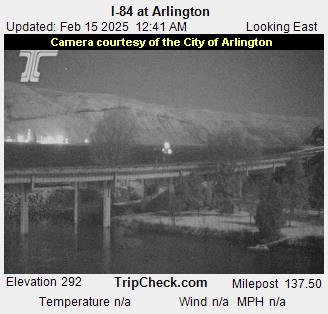 I-84 at Arlington
Updated: Feb 15 2025 12:41 AM Looking East
Camera courtesy of the City of Arlington
Elevation 292 TripCheck.com Milepost 137.50
Temperature n/a Wind n/a MPH n/a